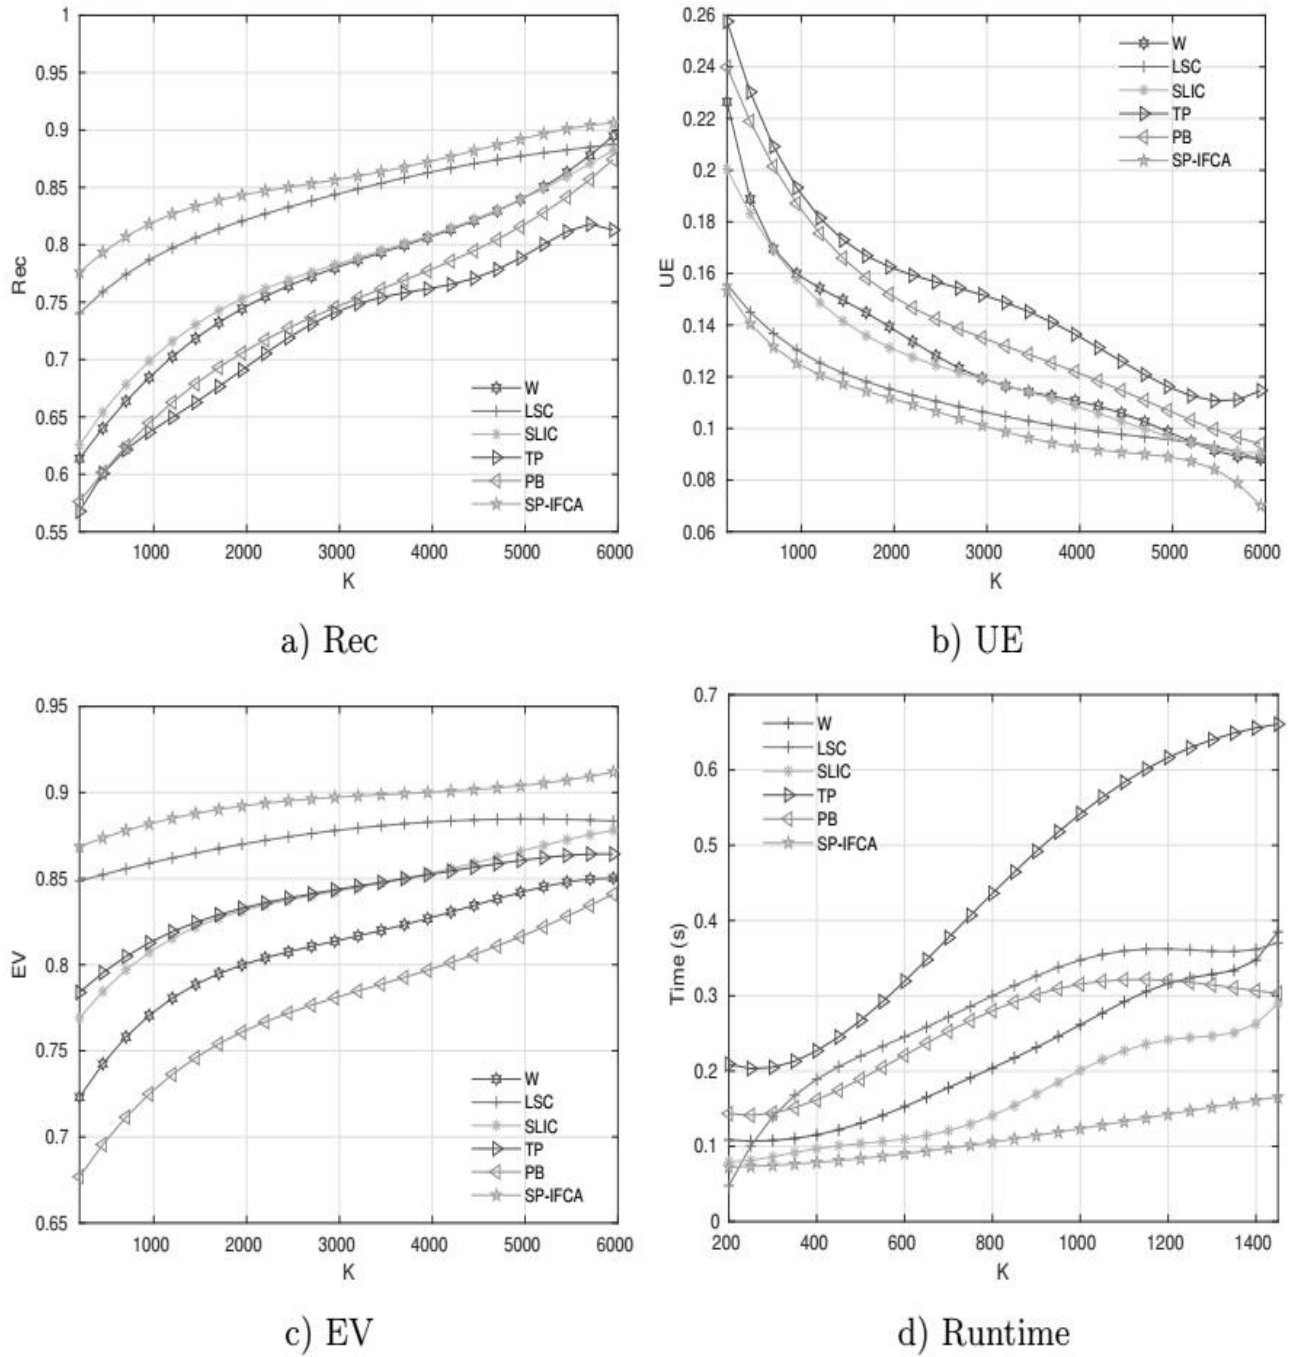 1
0.95
0.9
0.85
0.8
0.75
0.7
0.65
0.6
0.55
Rec
1000 2000 3000 4000 5000 6000
K
W
LSC
SLIC
TP
PB
SP-IFCA
a) Rec
0.26
0.24
0.22
0.2
0.18
0.16
0.14
0.12
0.1
0.08
0.06
UE
1000 2000 3000 4000 5000 6000
K
W
LSC
SLIC
TP
PB
SP-IFCA
b) UE
0.95
0.9
0.85
0.8
0.75
0.7
0.65
EV
1000 2000 3000 4000 5000 6000
K
W
LSC
SLIC
TP
PB
SP-IFCA
c) EV
0.7
0.6
0.5
0.4
0.3
0.2
0.1
0
Time (s)
200 400 600 800 1000 1200 1400
K
W
LSC
SLIC
TP
PB
SP-IFCA
d) Runtime